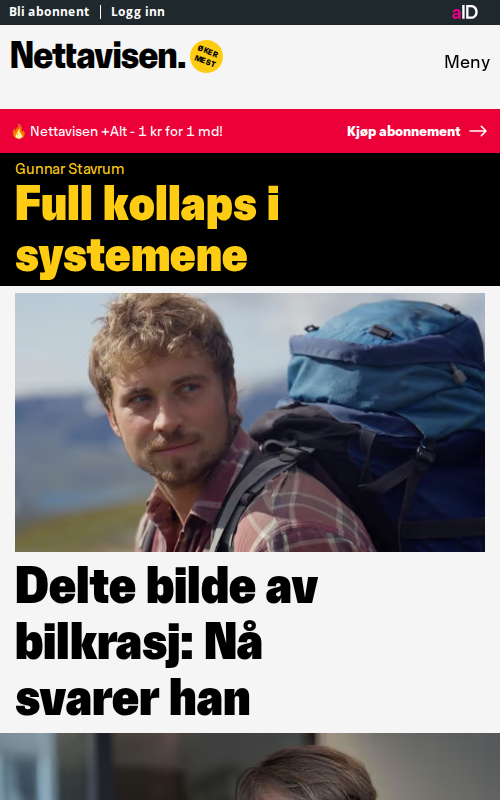 Bli abonnent | Logg inn
aID
Nettavisen.
ØKER
MEST
Meny
🔥 Nettavisen +Alt - 1 kr for 1 md!
Kjøp abonnement →
Gunnar Stavrum
Full kollaps i
systemene
Delte bilde av
bilkrasj: Nå
svarer han